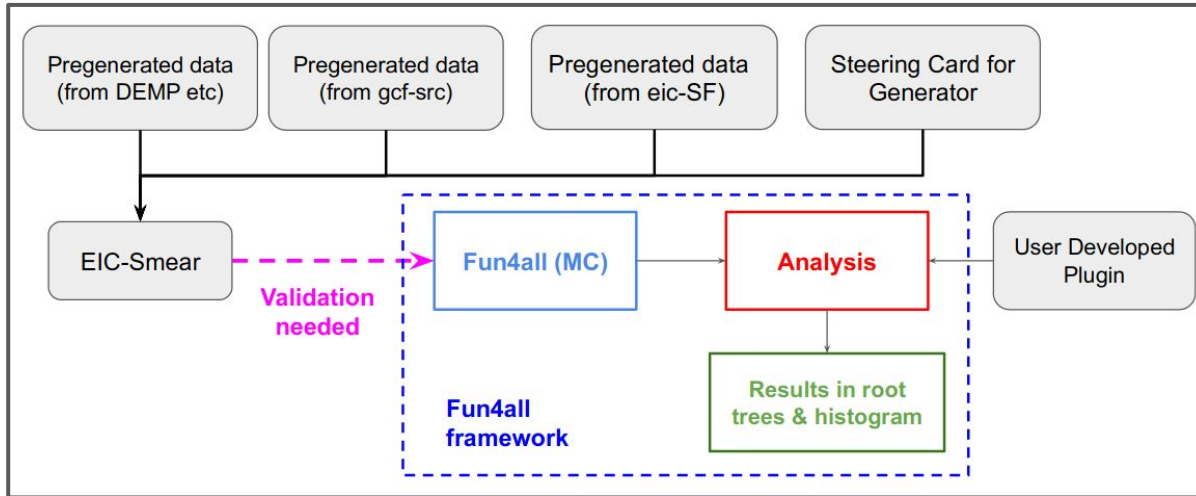 Pregenerated data
(from DEMP etc)
Pregenerated data
(from gcf-src)
Pregenerated data
(from eic-SF)
Steering Card for
Generator
EIC-Smear
Validation
needed
Fun4all (MC)
Analysis
User Developed
Plugin
Results in root
trees & histogram
Fun4all
framework